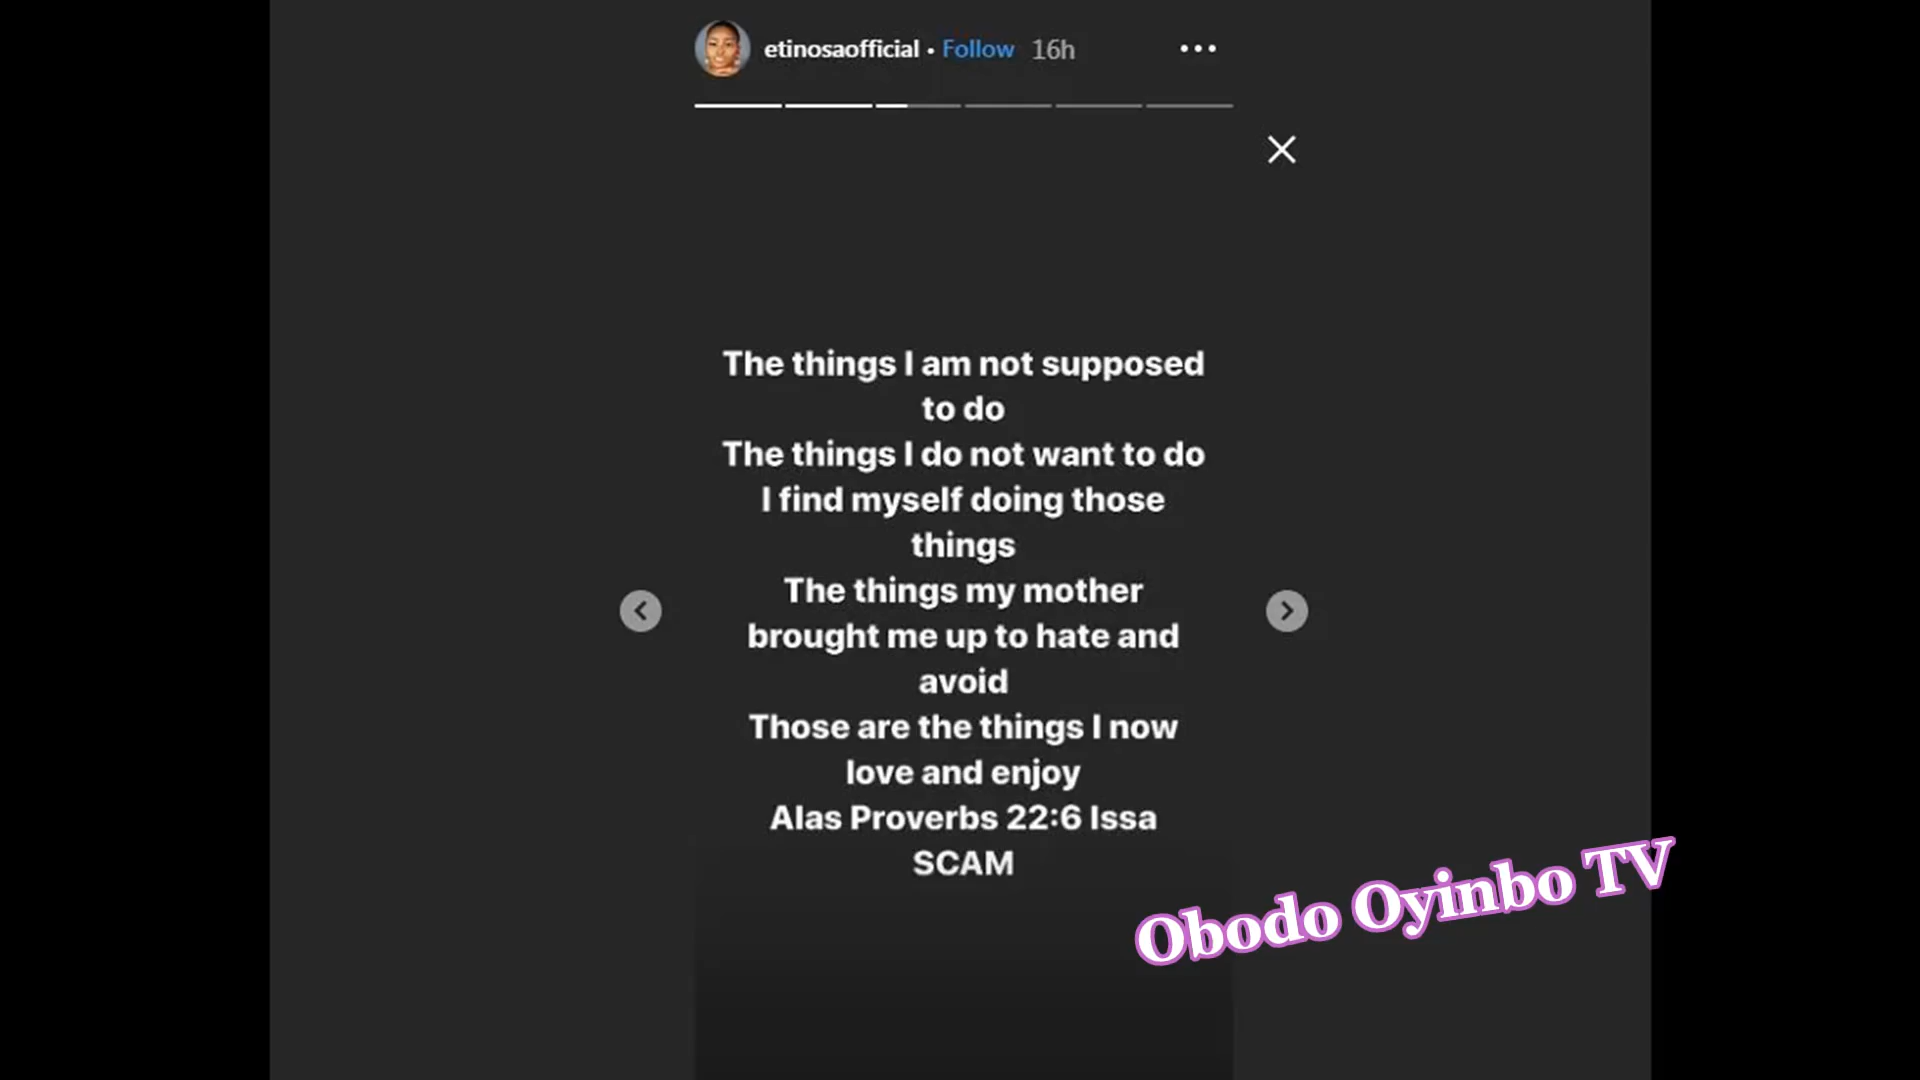 etinosaofficial • Follow 16h
The things I am not supposed
to do
The things I do not want to do
I find myself doing those
things
The things my mother
brought me up to hate and
avoid
Those are the things I now
love and enjoy
Alas Proverbs 22:6 Issa
SCAM
Obodo Oyinbo TV